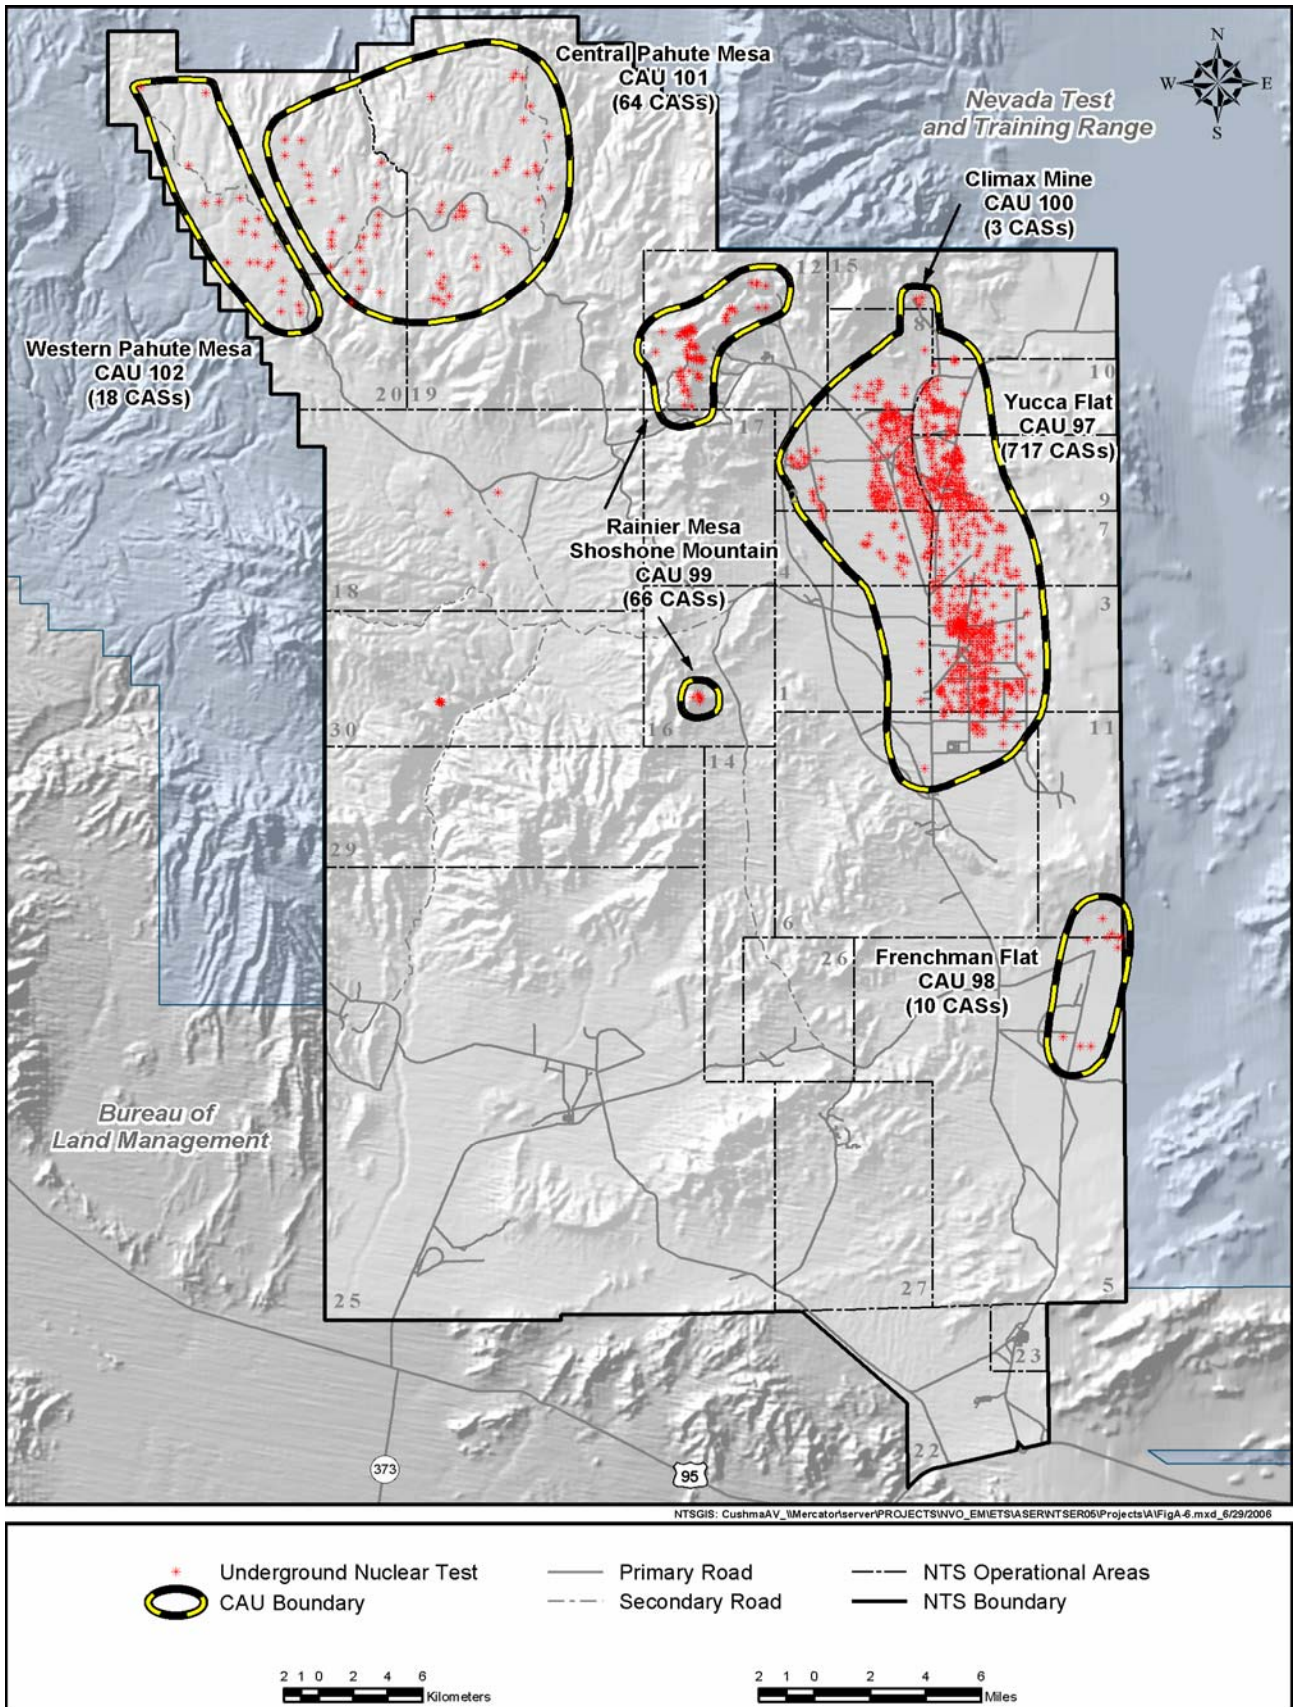 N
W E
S
Central Pahute Mesa
CAU 101
(64 CASs)
Nevada Test
and Training Range
Climax Mine
CAU 100
(3 CASs)
12
15
8
10
Western Pahute Mesa
CAU 102
(18 CASs)
20
19
17
Yucca Flat
CAU 97
(717 CASs)
2
9
7
Rainier Mesa
Shoshone Mountain
CAU 99
(66 CASs)
18
4
3
30
16
1
11
14
29
6
26
Frenchman Flat
CAU 98
(10 CASs)
Bureau of
Land Management
25
27
5
23
22
373
95
NTSGIS: CushmaAV_\\Mercator\server\PROJECTS\NVO_EM\ETS\ASER\NTSER05\Projects\A\FigA-6.mxd_6/29/2006
Underground Nuclear Test
CAU Boundary
Primary Road
Secondary Road
NTS Operational Areas
NTS Boundary
2 1 0 2 4 6
Kilometers
2 1 0 2 4 6
Miles